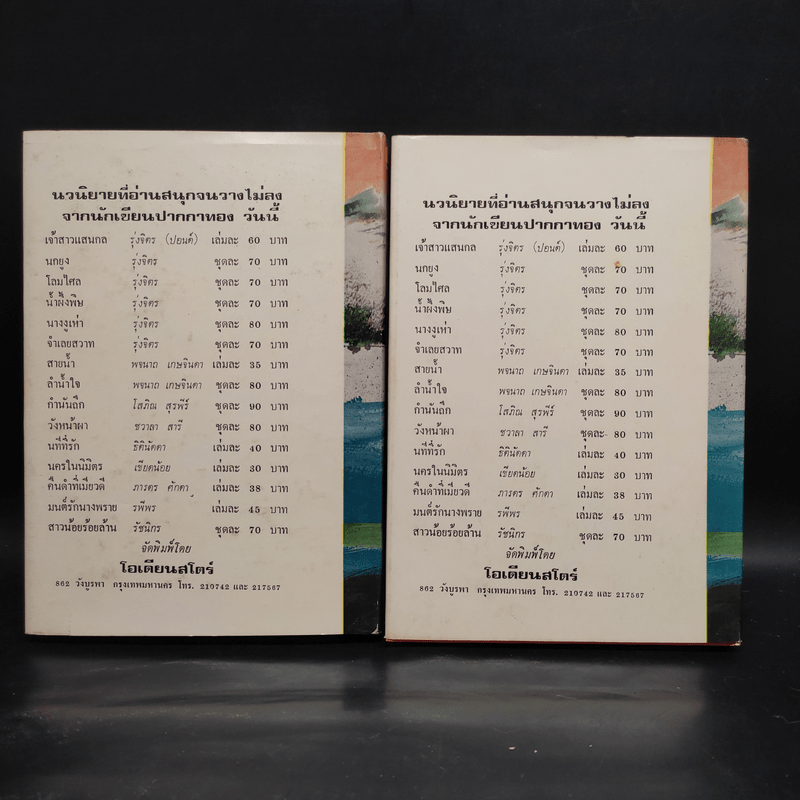 นวนิยายที่อ่านสนุกจนวางไม่ลง
จากนักเขียนปากกาทอง วันนี้
เจ้าสาวแสนกล รุ่งจิตร (ปอนด์) เล่มละ 60 บาท
นกยูง รุ่งจิตร ชุดละ 70 บาท
โลมไศล รุ่งจิตร ชุดละ 70 บาท
น้ำผึ้งพิษ รุ่งจิตร ชุดละ 70 บาท
นางงูเห่า รุ่งจิตร ชุดละ 80 บาท
จำเลยสวาท รุ่งจิตร ชุดละ 70 บาท
สายน้ำ พจนาถ เกษจินดา เล่มละ 35 บาท
ลำน้ำใจ พจนาถ เกษจินดา ชุดละ 80 บาท
กำนันถึก โสภิณ สุรพีร์ ชุดละ 90 บาท
วังหน้าผา ชวาลา สารี ชุดละ 80 บาท
นทีที่รัก ธิตินัดดา เล่มละ 40 บาท
นครในนิมิตร เขียดน้อย เล่มละ 30 บาท
คืนดำที่เมียวดี ภารดร ศักดา เล่มละ 38 บาท
มนต์รักนางพราย รพีพร เล่มละ 45 บาท
สาวน้อยร้อยล้าน รัชนิกร ชุดละ 70 บาท
จัดพิมพ์โดย
โอเดียนสโตร์
862 วังบูรพา กรุงเทพมหานคร โทร. 210742 และ 217567
นวนิยายที่อ่านสนุกจนวางไม่ลง
จากนักเขียนปากกาทอง วันนี้
เจ้าสาวแสนกล รุ่งจิตร (ปอนด์) เล่มละ 60 บาท
นกยูง รุ่งจิตร ชุดละ 70 บาท
โลมไศล รุ่งจิตร ชุดละ 70 บาท
น้ำผึ้งพิษ รุ่งจิตร ชุดละ 70 บาท
นางงูเห่า รุ่งจิตร ชุดละ 80 บาท
จำเลยสวาท รุ่งจิตร ชุดละ 70 บาท
สายน้ำ พจนาถ เกษจินดา เล่มละ 35 บาท
ลำน้ำใจ พจนาถ เกษจินดา ชุดละ 80 บาท
กำนันถึก โสภิณ สุรพีร์ ชุดละ 90 บาท
วังหน้าผา ชวาลา สารี ชุดละ 80 บาท
นทีที่รัก ธิตินัดดา เล่มละ 40 บาท
นครในนิมิตร เขียดน้อย เล่มละ 30 บาท
คืนดำที่เมียวดี ภารดร ศักดา เล่มละ 38 บาท
มนต์รักนางพราย รพีพร เล่มละ 45 บาท
สาวน้อยร้อยล้าน รัชนิกร ชุดละ 70 บาท
จัดพิมพ์โดย
โอเดียนสโตร์
862 วังบูรพา กรุงเทพมหานคร โทร. 210742 และ 217567